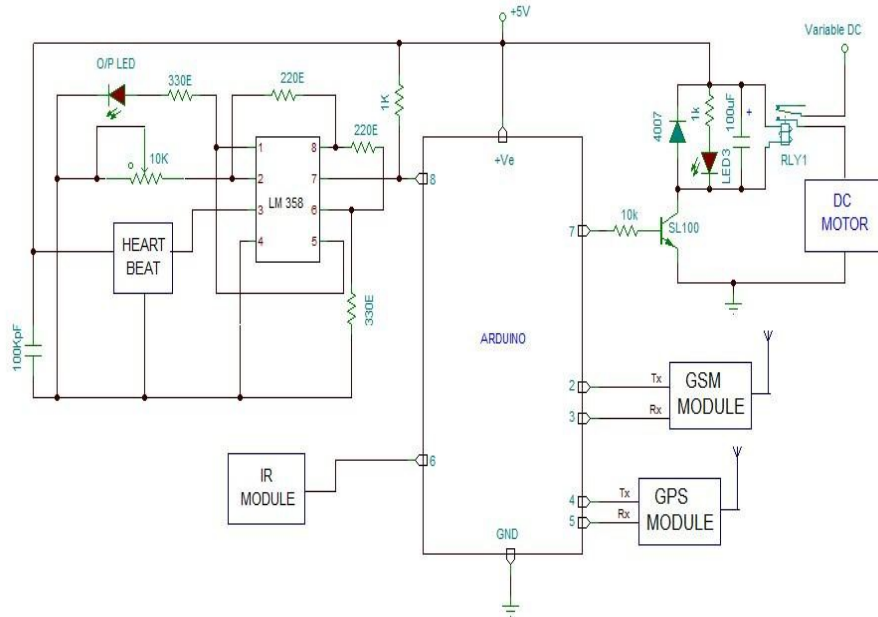 +5V
Variable DC
O/P LED
330E
220E
1K
220E
4007
1k
LED3
100uF
+
RLY1
10K
1
2
3
4
8
7
6
5
LM 358
HEART
BEAT
330E
100KpF
+Ve
8
7
10k
SL100
DC
MOTOR
ARDUINO
2
3
Tx
Rx
GSM
MODULE
6
IR
MODULE
4
5
Tx
Rx
GPS
MODULE
GND